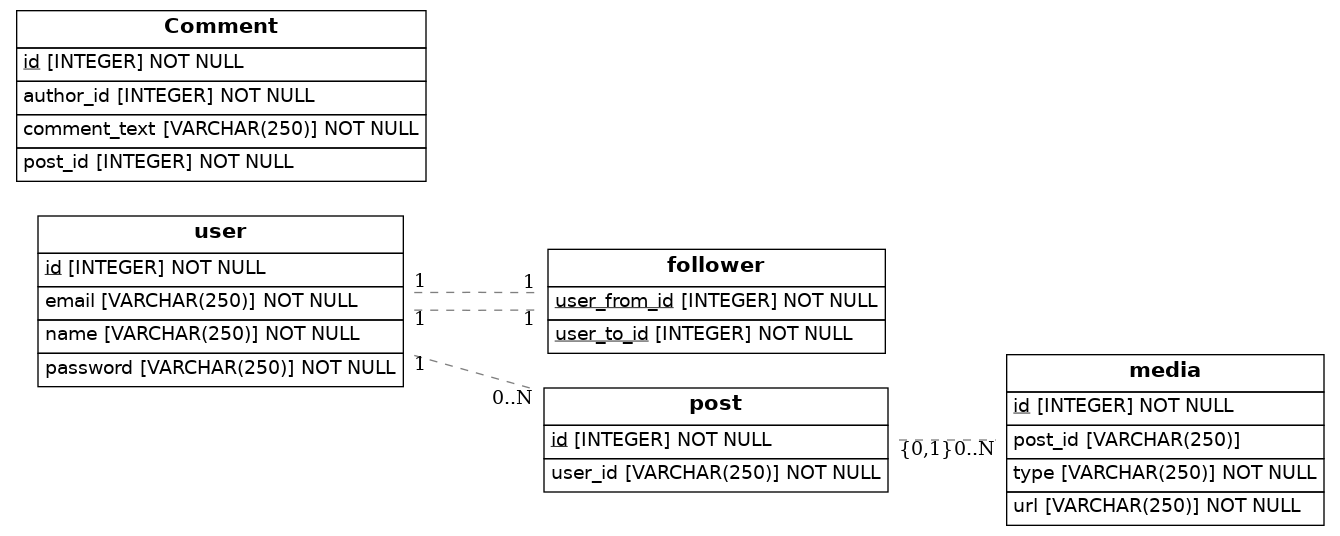 Comment
id [INTEGER] NOT NULL
author_id [INTEGER] NOT NULL
comment_text [VARCHAR(250)] NOT NULL
post_id [INTEGER] NOT NULL
user
id [INTEGER] NOT NULL
email [VARCHAR(250)] NOT NULL
name [VARCHAR(250)] NOT NULL
password [VARCHAR(250)] NOT NULL
1 1
1 1
1
0..N
follower
user_from_id [INTEGER] NOT NULL
user_to_id [INTEGER] NOT NULL
post
id [INTEGER] NOT NULL
user_id [VARCHAR(250)] NOT NULL
{0,1}0..N
media
id [INTEGER] NOT NULL
post_id [VARCHAR(250)]
type [VARCHAR(250)] NOT NULL
url [VARCHAR(250)] NOT NULL